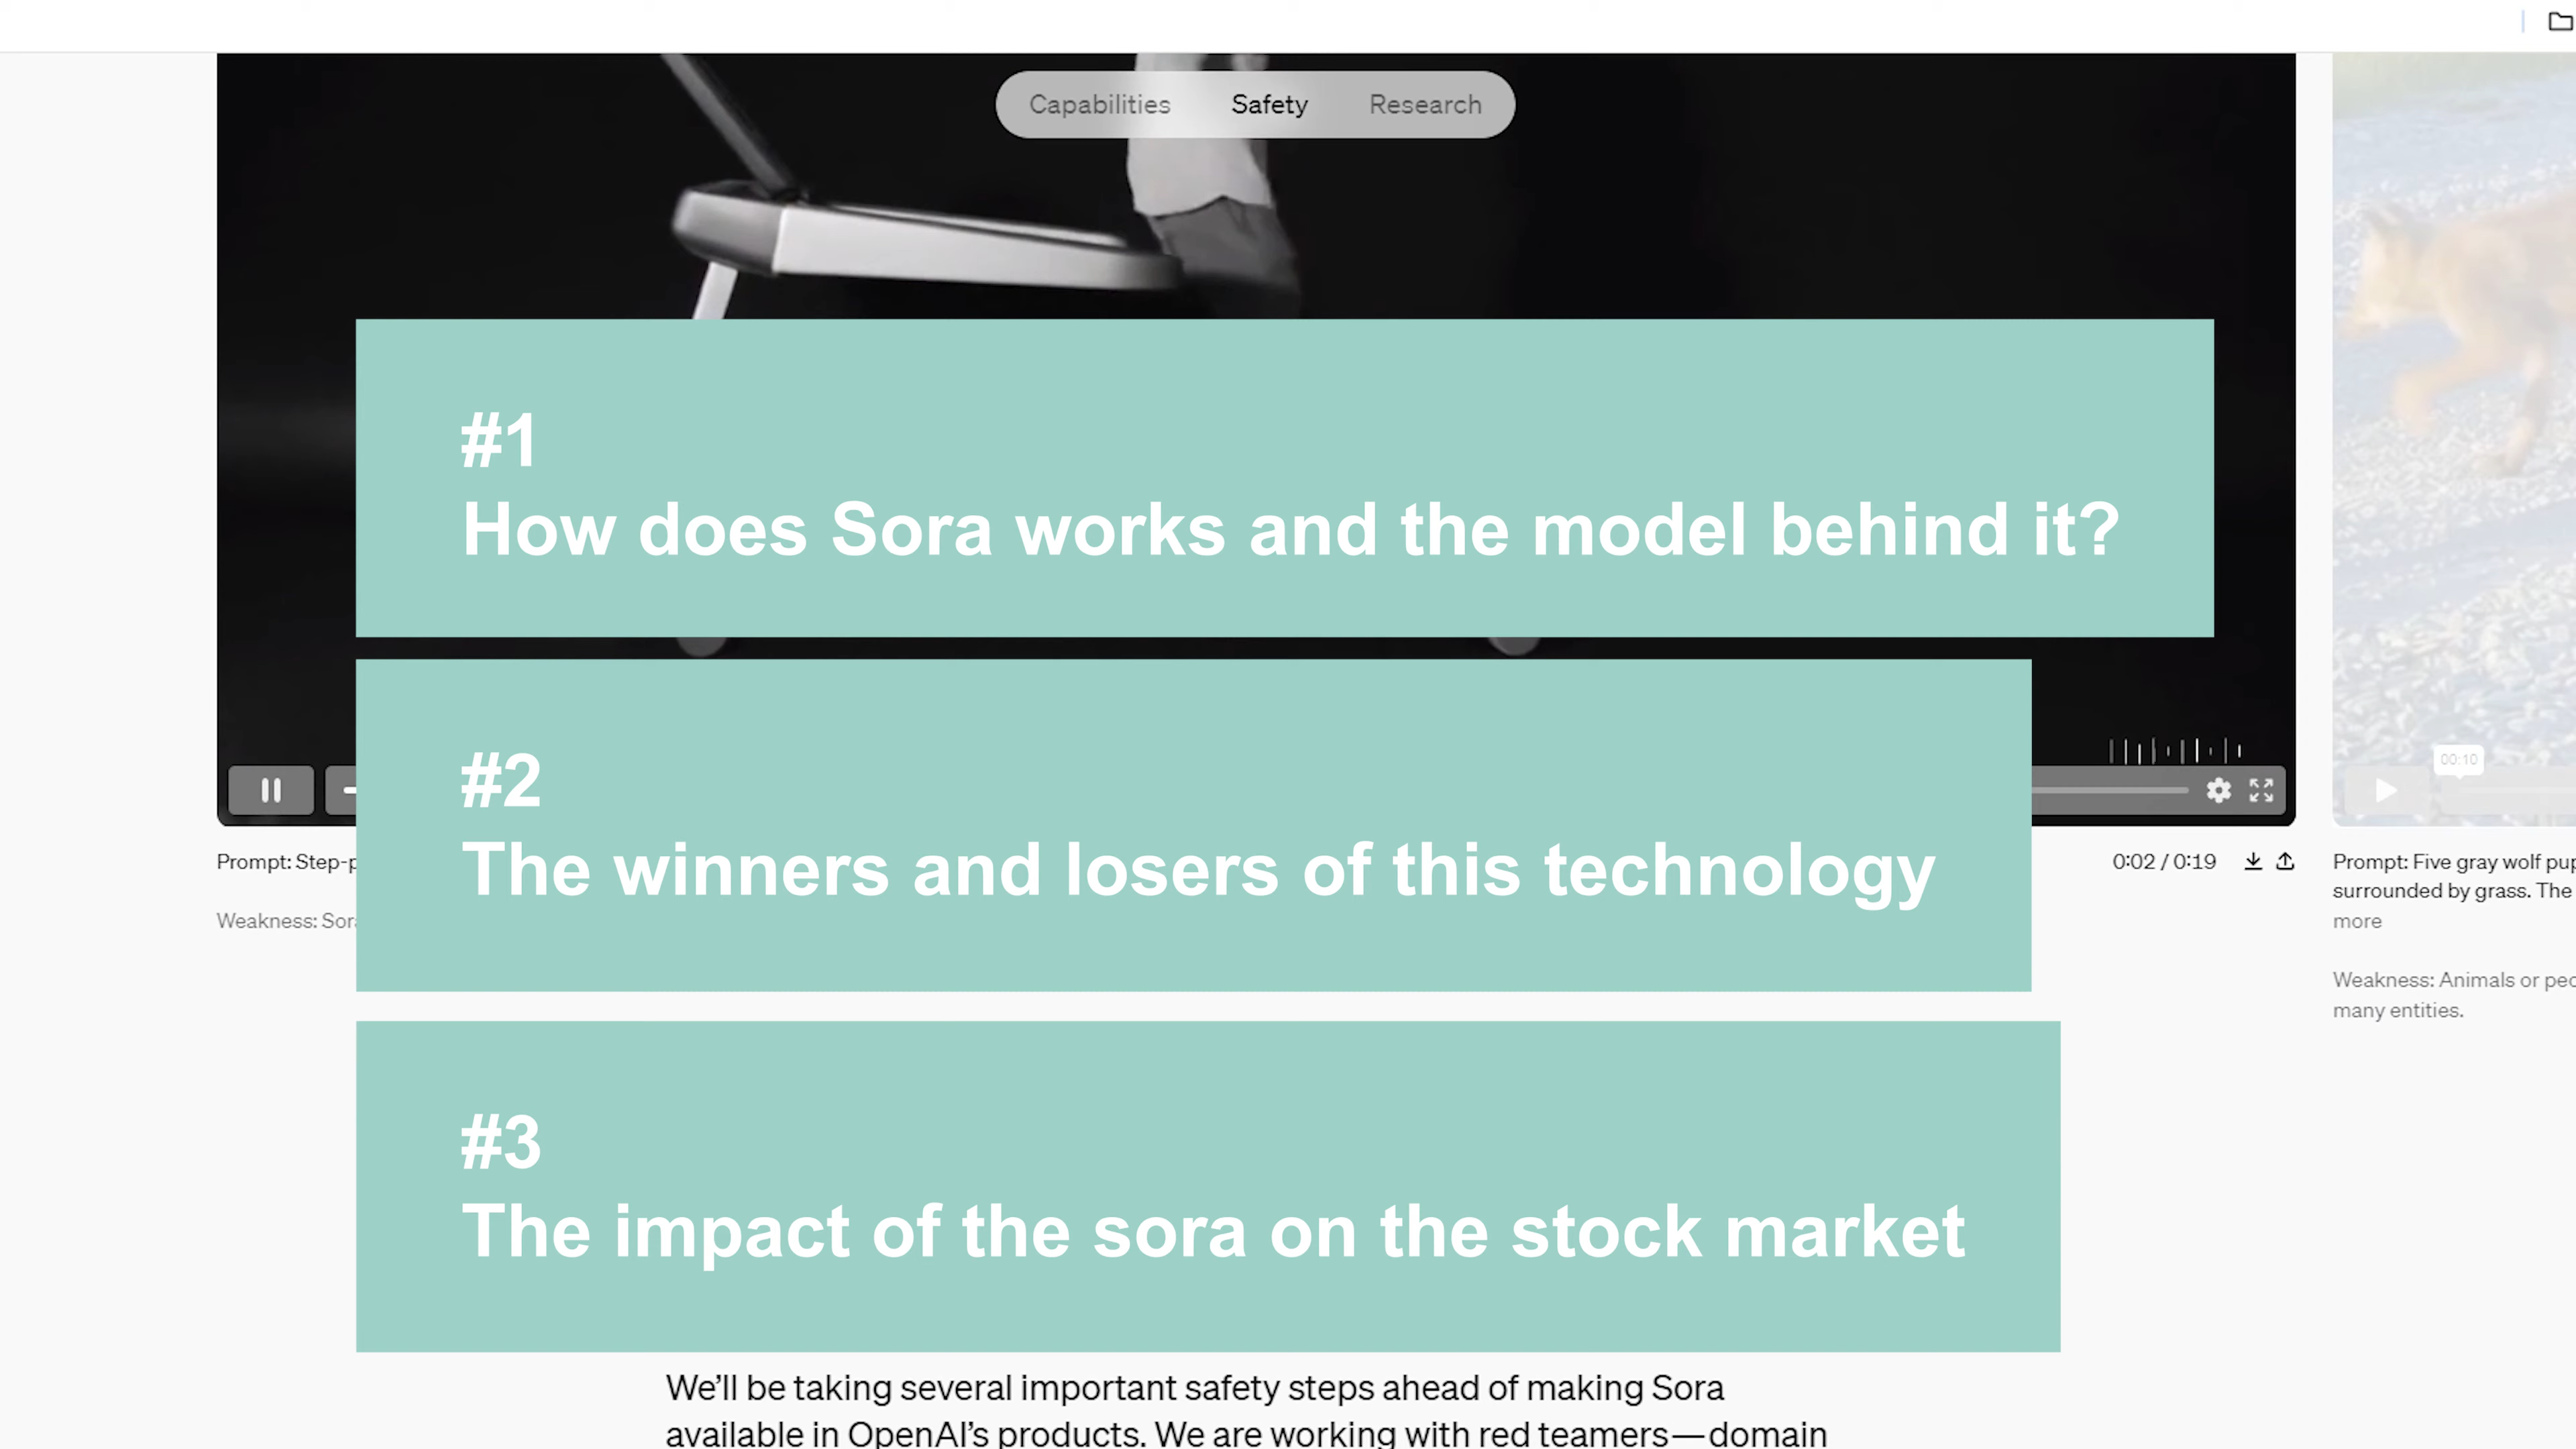 Capabilities Safety Research
#1
How does Sora works and the model behind it?
#2
The winners and losers of this technology
00:10
Prompt: Step-p
0:02 / 0:19
Prompt: Five gray wolf pup
surrounded by grass. The
more
Weakness: Sora
Weakness: Animals or peo
many entities.
#3
The impact of the sora on the stock market
We’ll be taking several important safety steps ahead of making Sora
available in OpenAI’s products. We are working with red teamers — domain